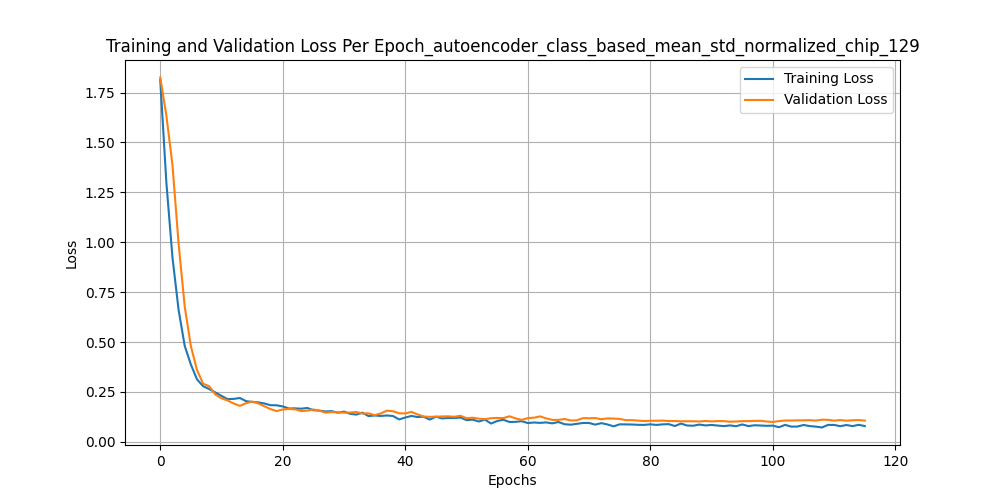 Training and Validation Loss Per Epoch_autoencoder_class_based_mean_std_normalized_chip_129
Training Loss
Validation Loss
1.75
1.50
1.25
1.00
0.75
0.50
0.25
0.00
Loss
0 20 40 60 80 100 120
Epochs